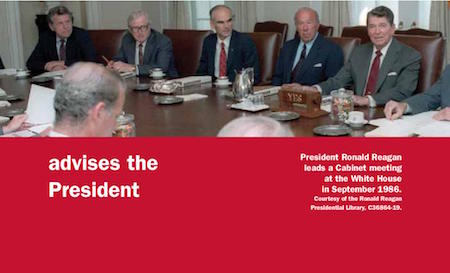 YES
advises the
President
President Ronald Reagan
leads a Cabinet meeting
at the White House
in September 1986.
Courtesy of the Ronald Reagan
Presidential Library, C36864-19.